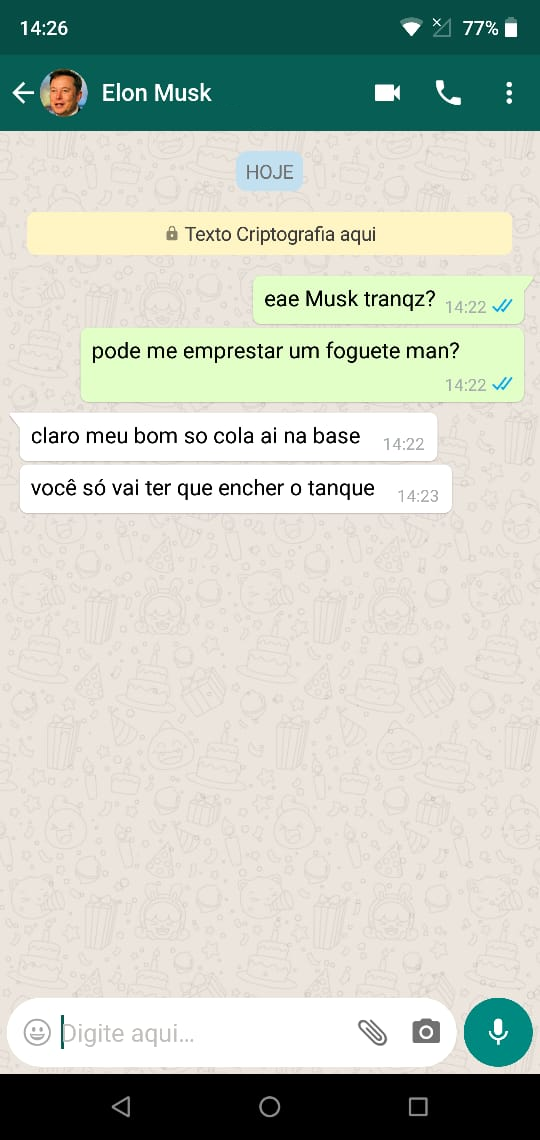 14:26
77%
Elon Musk
HOJE
Texto Criptografia aqui
eae Musk tranqz? 14:22
pode me emprestar um foguete man?
14:22
claro meu bom so cola ai na base 14:22
você só vai ter que encher o tanque 14:23
Digite aqui...